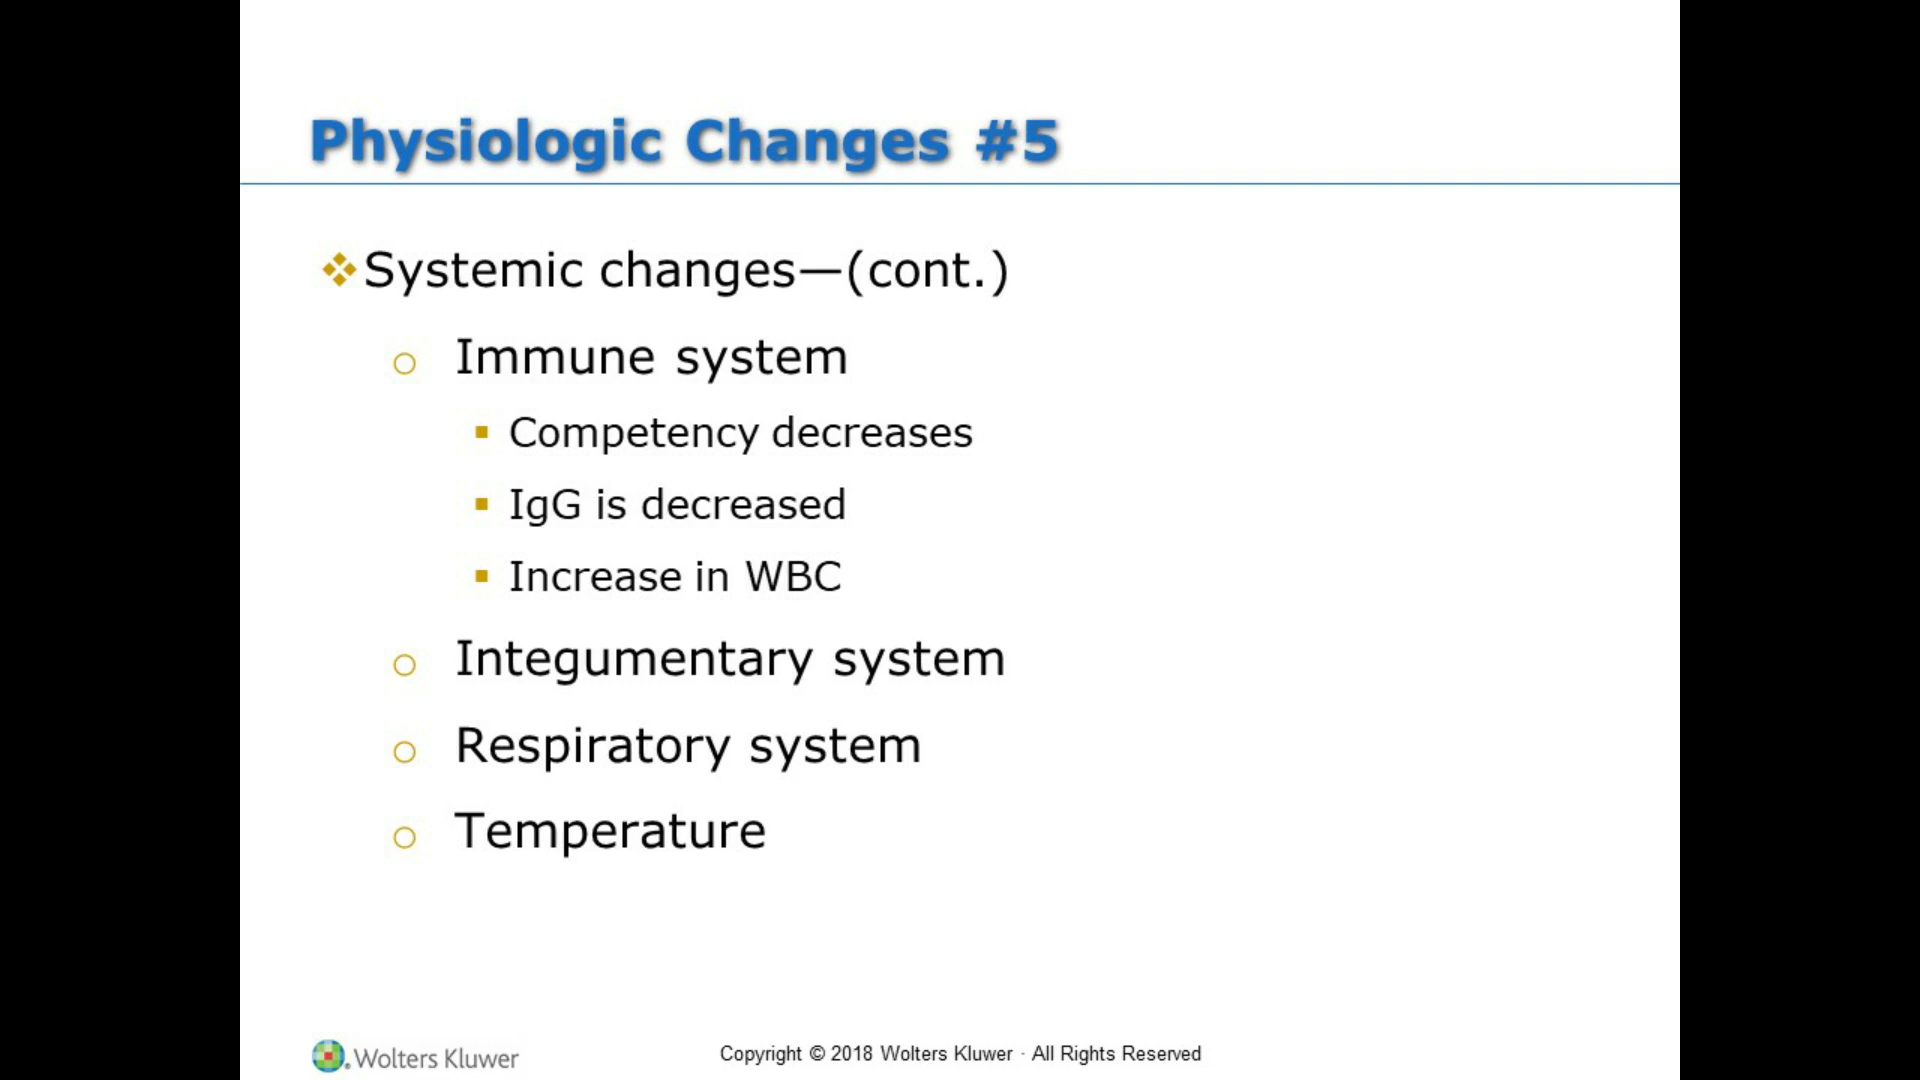 Physiologic Changes #5
Systemic changes—(cont.)
Immune system
Competency decreases
IgG is decreased
Increase in WBC
Integumentary system
Respiratory system
Temperature
Wolters Kluwer
Copyright © 2018 Wolters Kluwer · All Rights Reserved